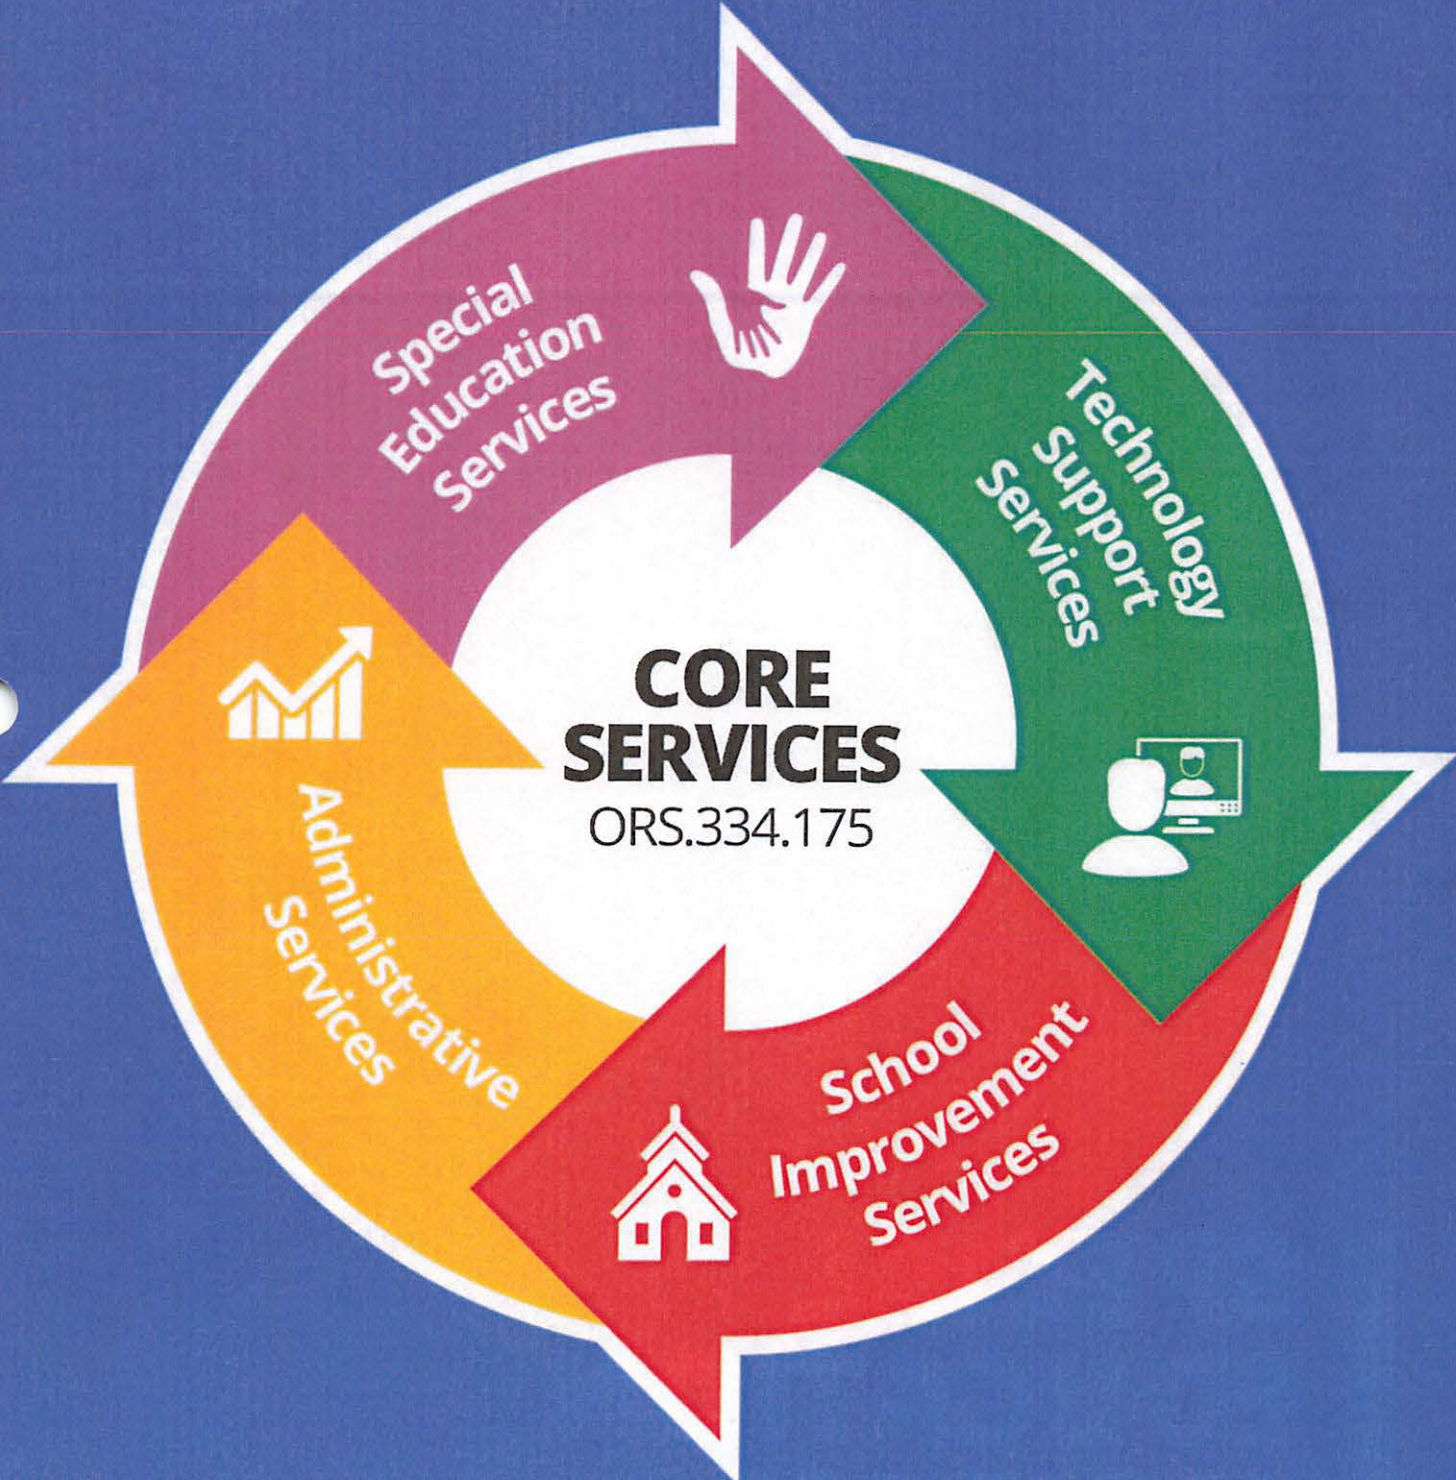 Special
Education
Services
Technology
Support
Services
CORE
SERVICES
ORS.334.175
Administrative
Services
School
Improvement
Services